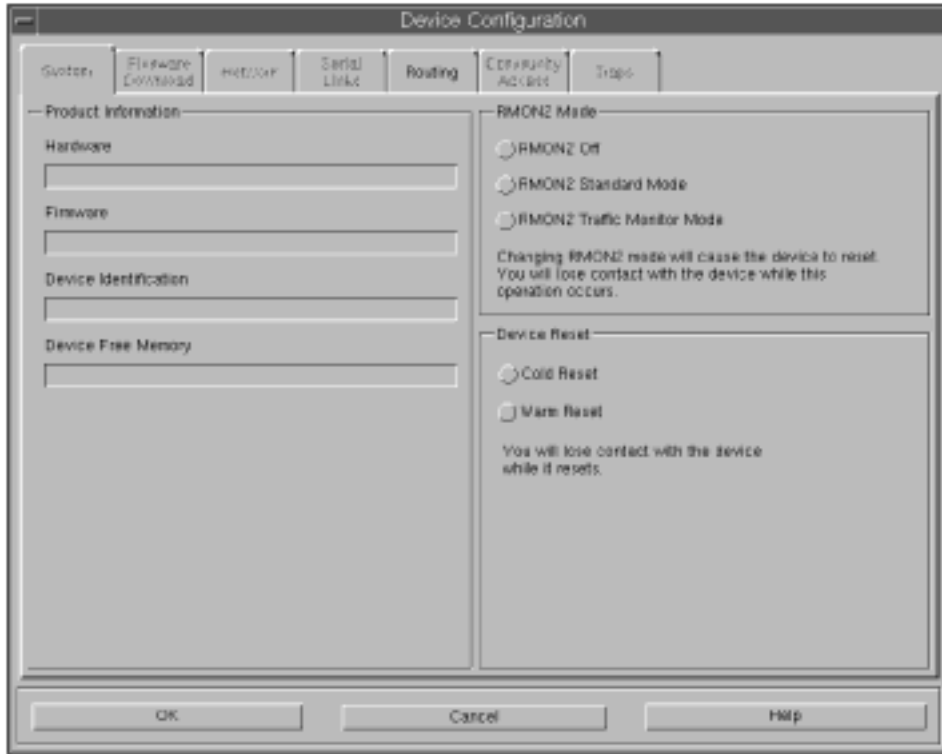 Device Configuration
System
Firmware
Download
Network
Serial
Links
Routing
Community
Access
Traps
Product Information
Hardware
Firmware
Device Identification
Device Free Memory
RMON2 Mode
RMON2 Off
RMON2 Standard Mode
RMON2 Traffic Monitor Mode
Changing RMON2 mode will cause the device to reset.
You will lose contact with the device while this
operation occurs.
Device Reset
Cold Reset
Warm Reset
You will lose contact with the device
while it resets.
OK
Cancel
Help